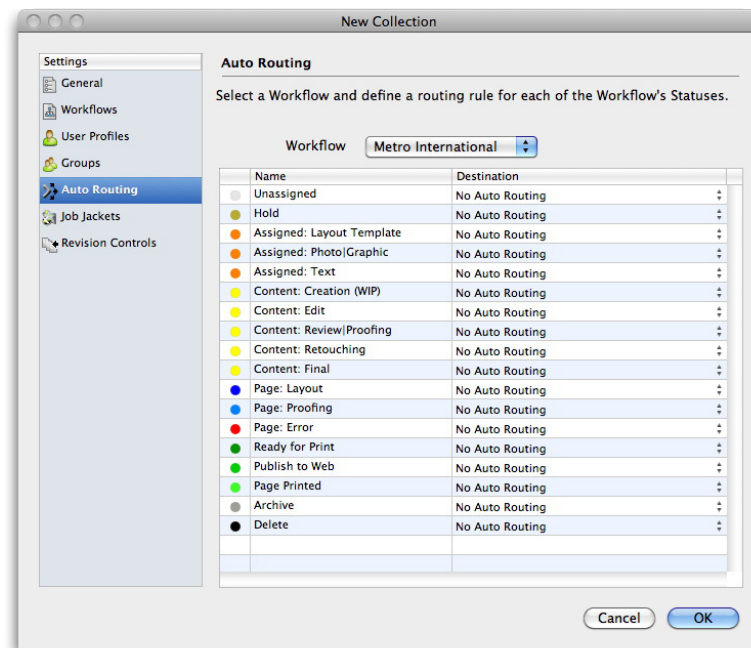 New Collection
Settings
General
Workflows
User Profiles
Groups
Auto Routing
Job Jackets
Revision Controls
Auto Routing
Select a Workflow and define a routing rule for each of the Workflow's Statuses.
Workflow Metro International
Name Destination
Unassigned No Auto Routing
Hold No Auto Routing
Assigned: Layout Template No Auto Routing
Assigned: Photo|Graphic No Auto Routing
Assigned: Text No Auto Routing
Content: Creation (WIP) No Auto Routing
Content: Edit No Auto Routing
Content: Review|Proofing No Auto Routing
Content: Retouching No Auto Routing
Content: Final No Auto Routing
Page: Layout No Auto Routing
Page: Proofing No Auto Routing
Page: Error No Auto Routing
Ready for Print No Auto Routing
Publish to Web No Auto Routing
Page Printed No Auto Routing
Archive No Auto Routing
Delete No Auto Routing
Cancel OK